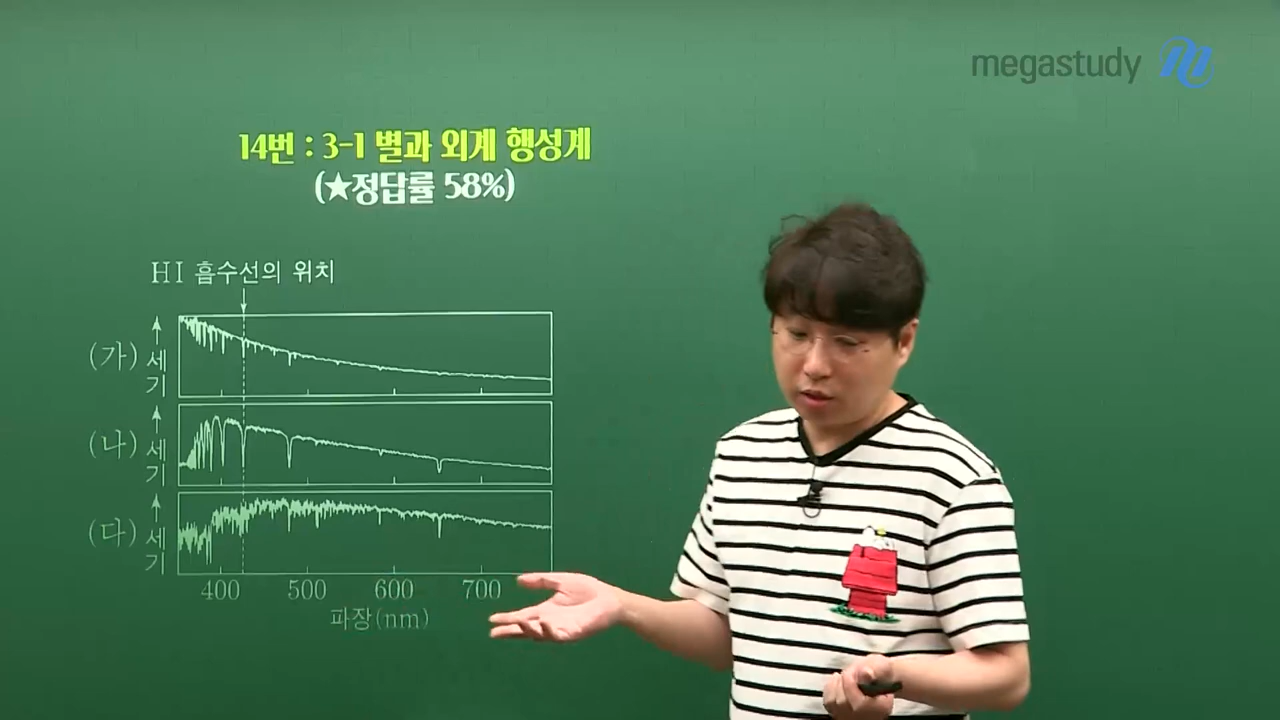 megastudy
14번 : 3-1 별과 외계 행성계
(★정답률 58%)
HI 흡수선의 위치
(가) 세기
(나) 세기
(다) 세기
400 500 600 700
파장(nm)